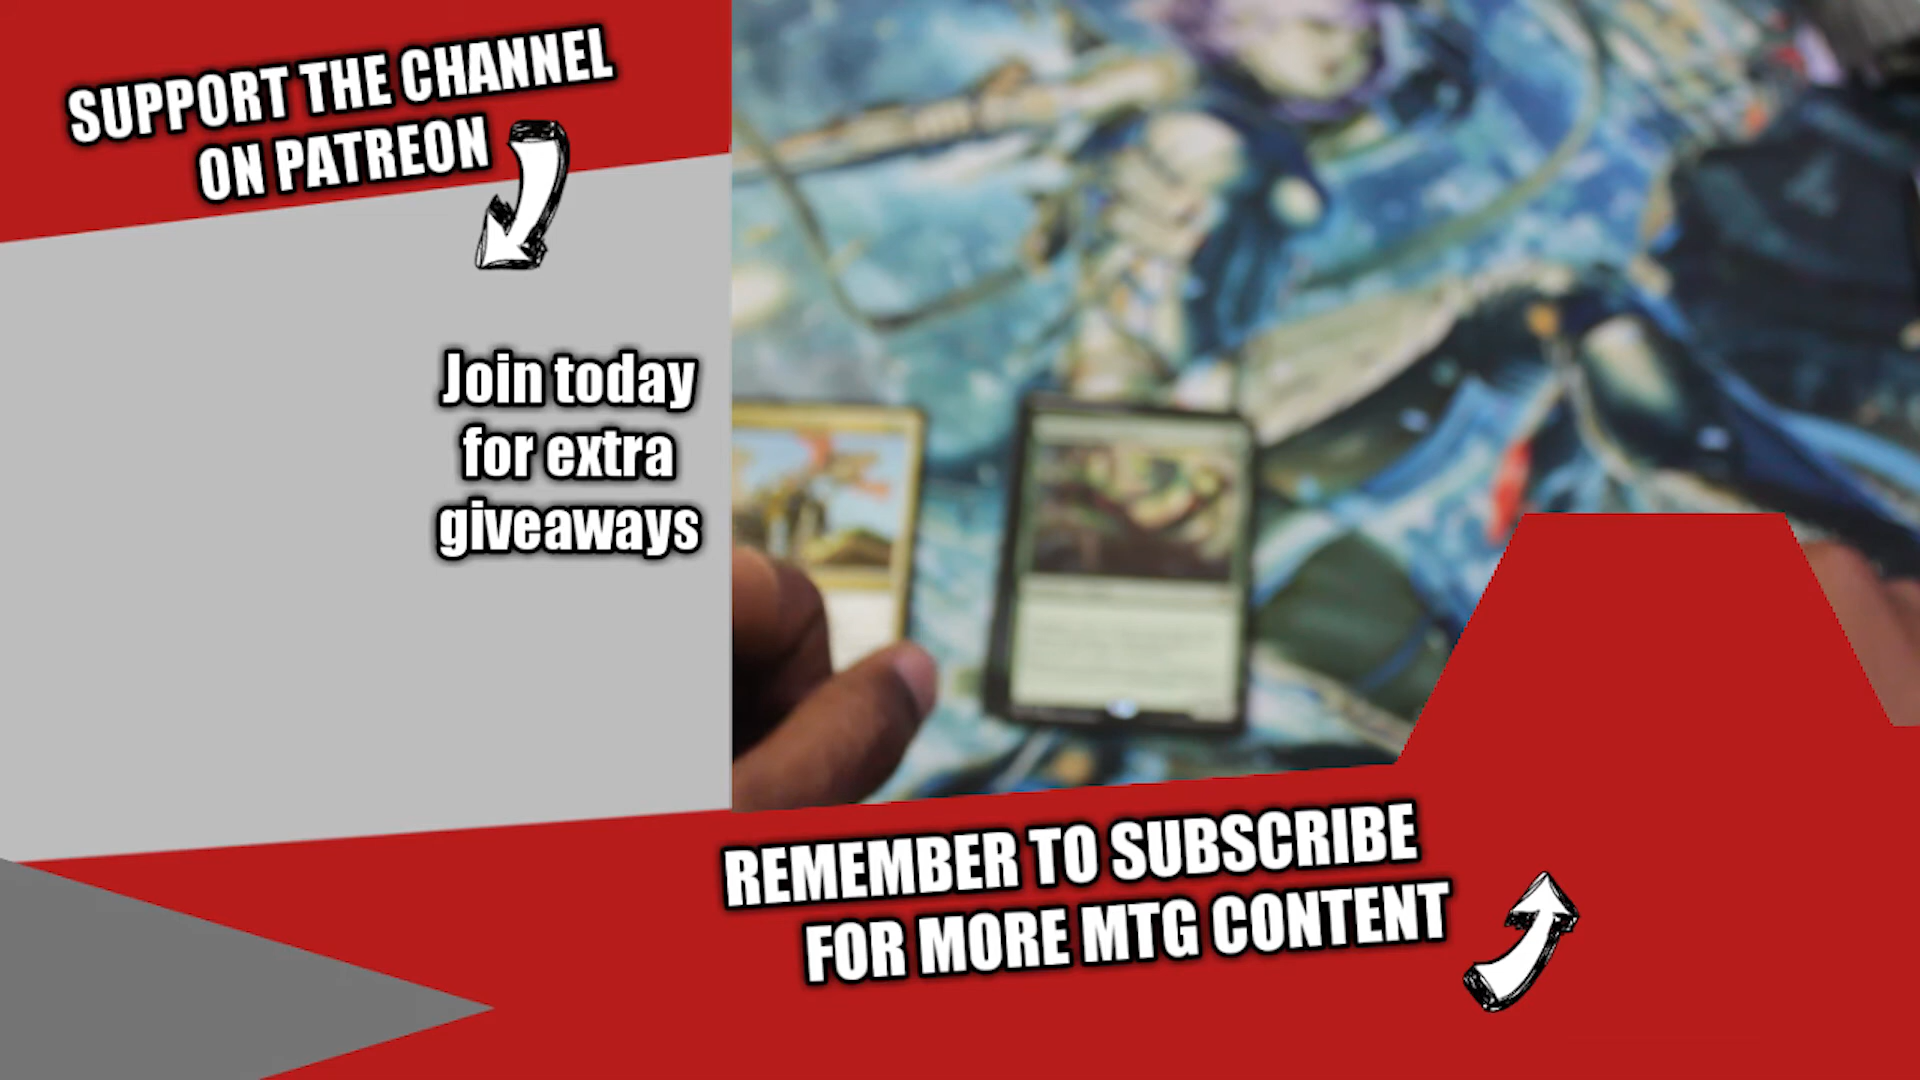 SUPPORT THE CHANNEL
ON PATREON
Join today
for extra
giveaways
REMEMBER TO SUBSCRIBE
FOR MORE MTG CONTENT